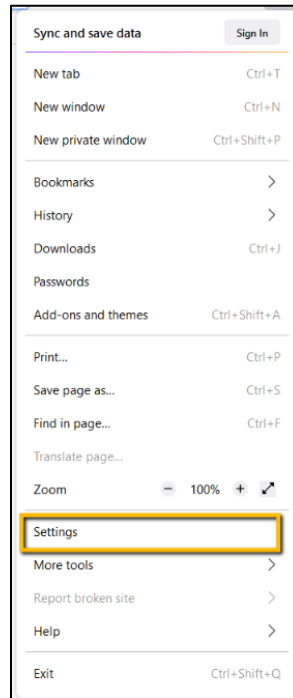 Sync and save data Sign In
New tab Ctrl+T
New window Ctrl+N
New private window Ctrl+Shift+P
Bookmarks
History
Downloads Ctrl+J
Passwords
Add-ons and themes Ctrl+Shift+A
Print... Ctrl+P
Save page as... Ctrl+S
Find in page... Ctrl+F
Translate page...
Zoom − 100% +
Settings
More tools
Report broken site
Help
Exit Ctrl+Shift+Q